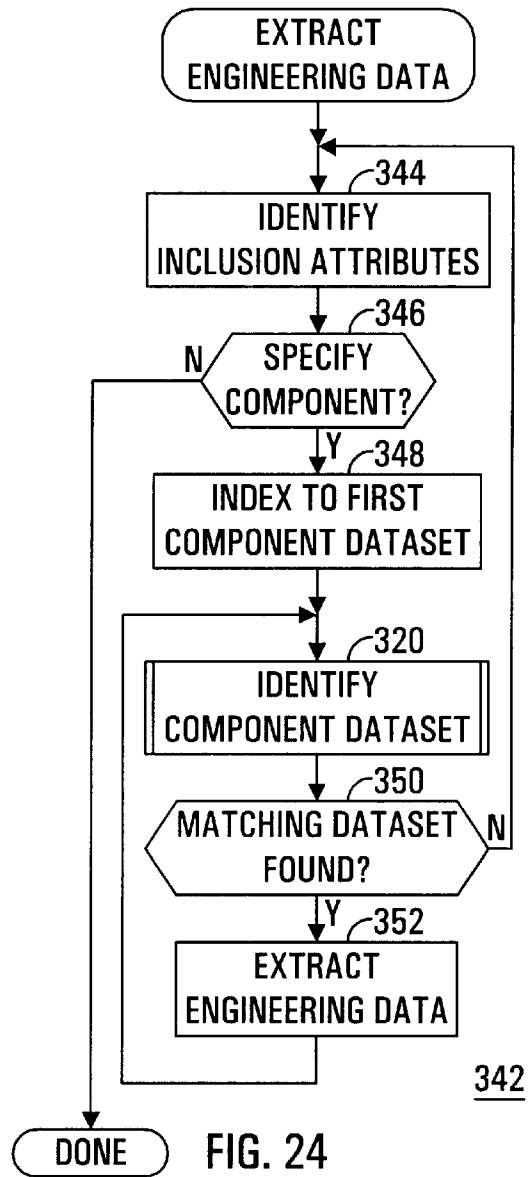 EXTRACT
ENGINEERING DATA
344
IDENTIFY
INCLUSION ATTRIBUTES
346
N
SPECIFY
COMPONENT?
Y
348
INDEX TO FIRST
COMPONENT DATASET
320
IDENTIFY
COMPONENT DATASET
350
MATCHING DATASET
N
FOUND?
Y
352
EXTRACT
ENGINEERING DATA
342
DONE
FIG. 24